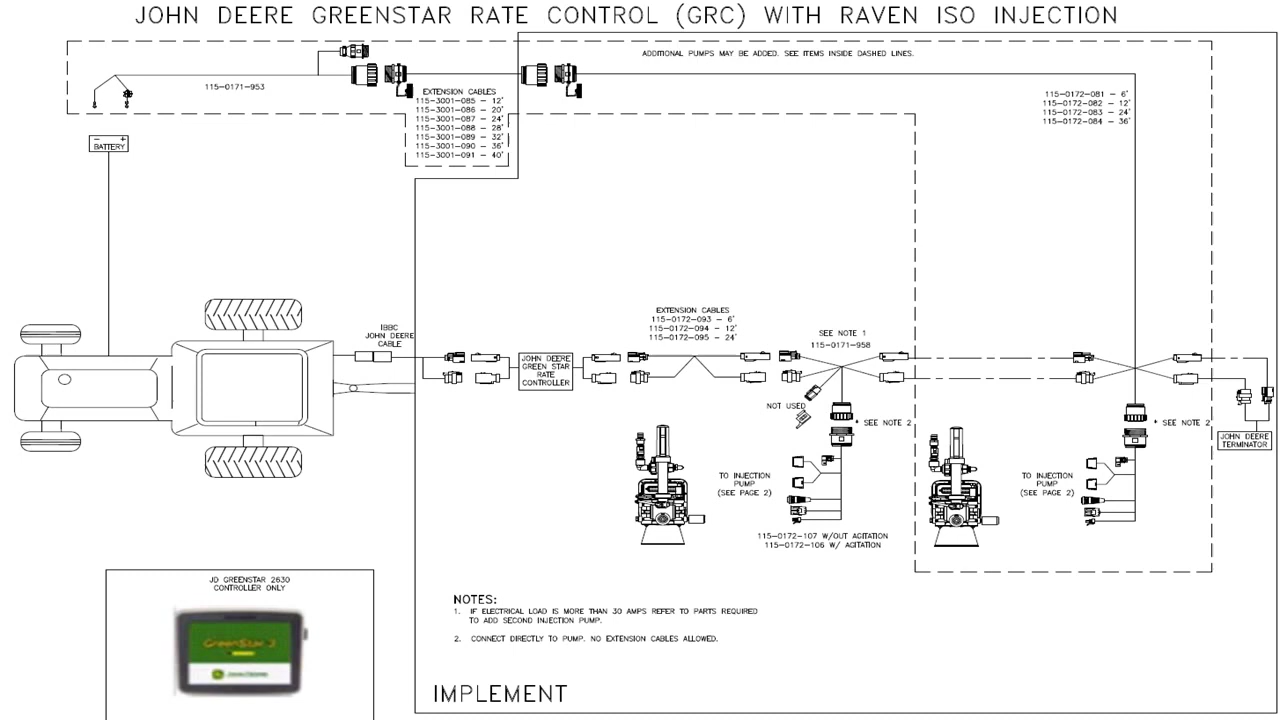 JOHN DEERE GREENSTAR RATE CONTROL (GRC) WITH RAVEN ISO INJECTION
ADDITIONAL PUMPS MAY BE ADDED. SEE ITEMS INSIDE DASHED LINES.
115-0171-953
EXTENSION CABLES
115-3001-085 - 12'
115-3001-086 - 20'
115-3001-087 - 24'
115-3001-088 - 28'
115-3001-089 - 32'
115-3001-090 - 36'
115-3001-091 - 40'
115-0172-081 - 6'
115-0172-082 - 12'
115-0172-083 - 24'
115-0172-084 - 36'
- +
BATTERY
IBBC
JOHN DEERE
CABLE
JOHN DEERE
GREEN STAR
RATE
CONTROLLER
EXTENSION CABLES
115-0172-093 - 6'
115-0172-094 - 12'
115-0172-095 - 24'
SEE NOTE 1
115-0171-958
NOT USED
* SEE NOTE 2
* SEE NOTE 2
JOHN DEERE
TERMINATOR
TO INJECTION
PUMP
(SEE PAGE 2)
TO INJECTION
PUMP
(SEE PAGE 2)
115-0172-107 W/OUT AGITATION
115-0172-106 W/ AGITATION
JD GREENSTAR 2630
CONTROLLER ONLY
GreenStar 3
NOTES:
1. IF ELECTRICAL LOAD IS MORE THAN 30 AMPS REFER TO PARTS REQUIRED
TO ADD SECOND INJECTION PUMP.
2. CONNECT DIRECTLY TO PUMP. NO EXTENSION CABLES ALLOWED.
IMPLEMENT